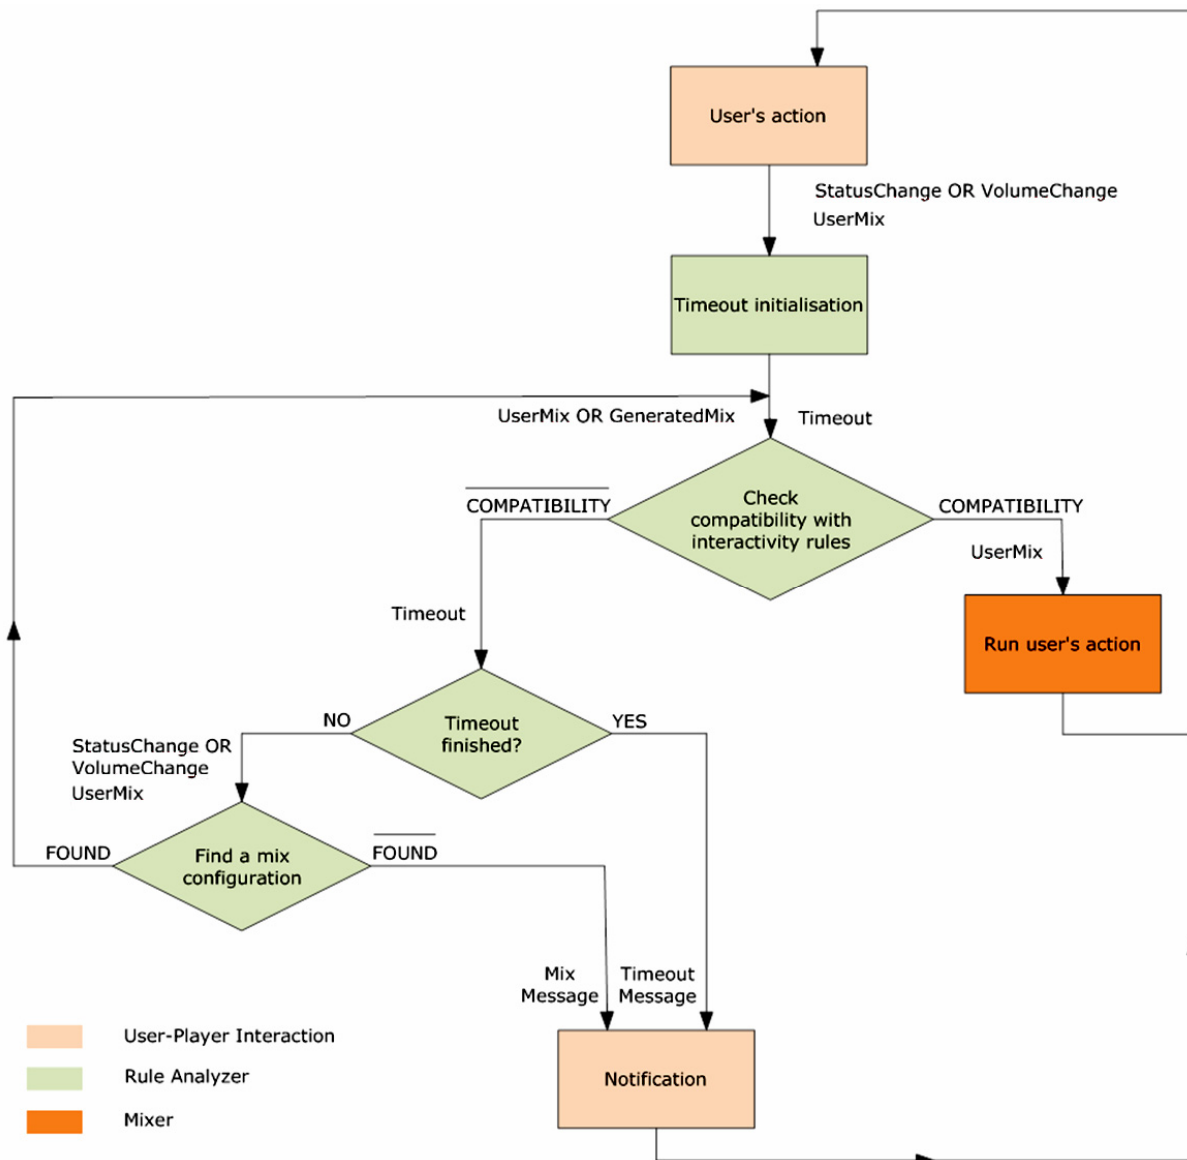 User's action
StatusChange OR VolumeChange
UserMix
Timeout initialisation
UserMix OR GeneratedMix
Timeout
Check
compatibility with
interactivity rules
COMPATIBILITY
COMPATIBILITY
UserMix
Timeout
Run user's action
Timeout
finished?
NO
YES
StatusChange OR
VolumeChange
UserMix
Find a mix
configuration
FOUND
FOUND
Mix
Message
Timeout
Message
Notification
User-Player Interaction
Rule Analyzer
Mixer